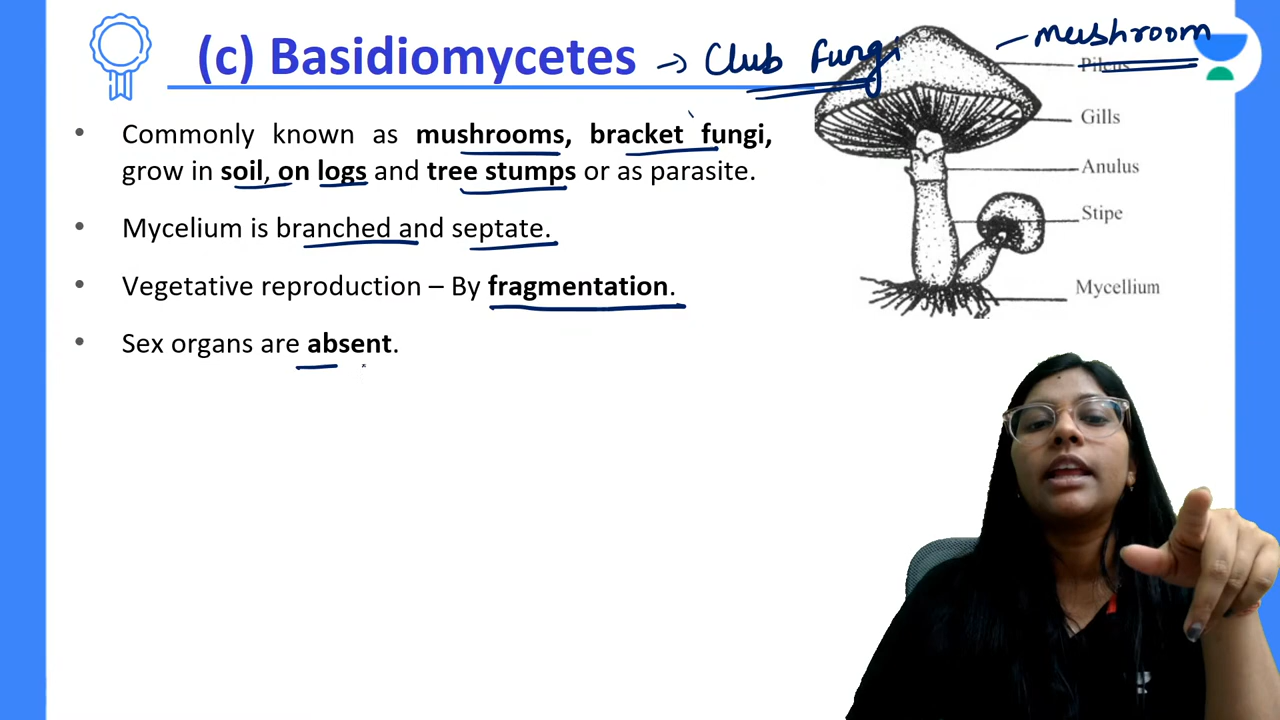 (c) Basidiomycetes → Club Fungi
– mushroom
Pileus
Gills
Anulus
Stipe
Mycellium
• Commonly known as mushrooms, bracket fungi,
grow in soil, on logs and tree stumps or as parasite.
• Mycelium is branched and septate.
• Vegetative reproduction – By fragmentation.
• Sex organs are absent.